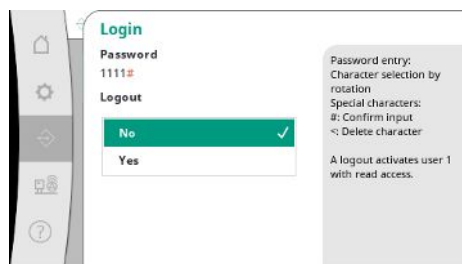 Login
Password
1111#
Logout
No
Yes
Password entry:
Character selection by
rotation
Special characters:
#: Confirm input
<: Delete character
A logout activates user 1
with read access.